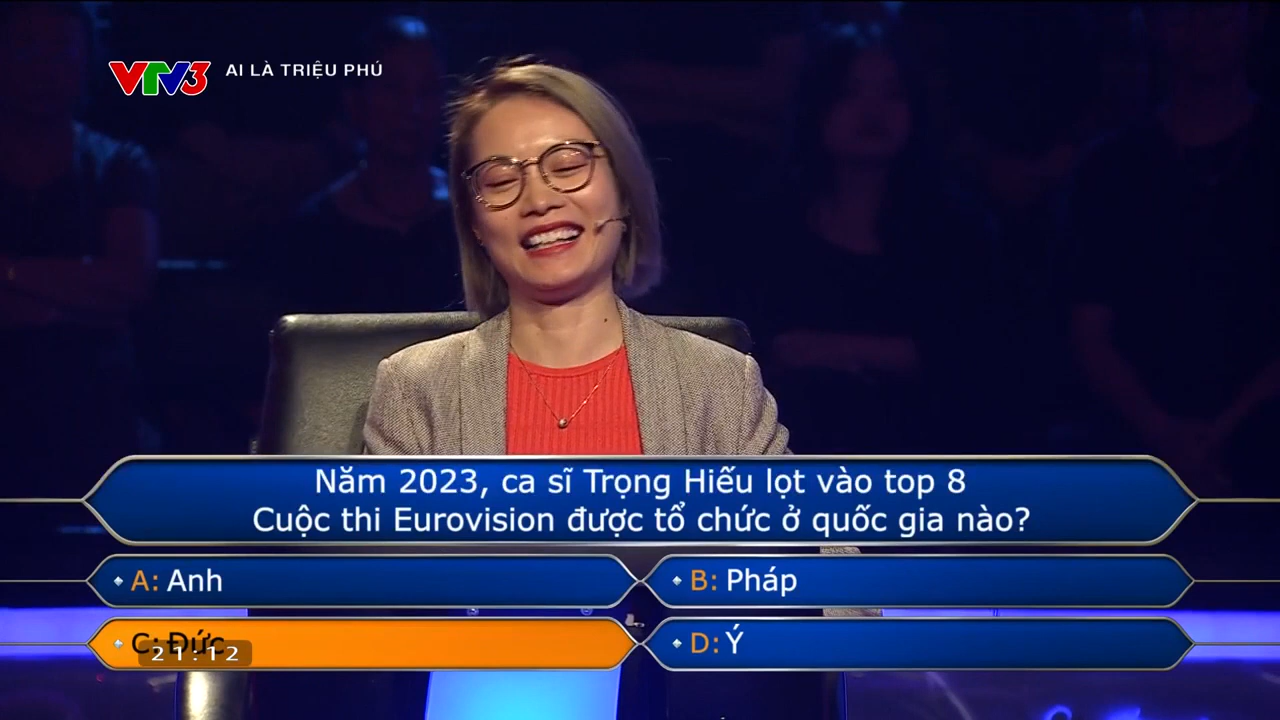 VTV3 AI LÀ TRIỆU PHÚ
Năm 2023, ca sĩ Trọng Hiếu lọt vào top 8
Cuộc thi Eurovision được tổ chức ở quốc gia nào?
A: Anh
B: Pháp
C: Đức
21:12
D: Ý